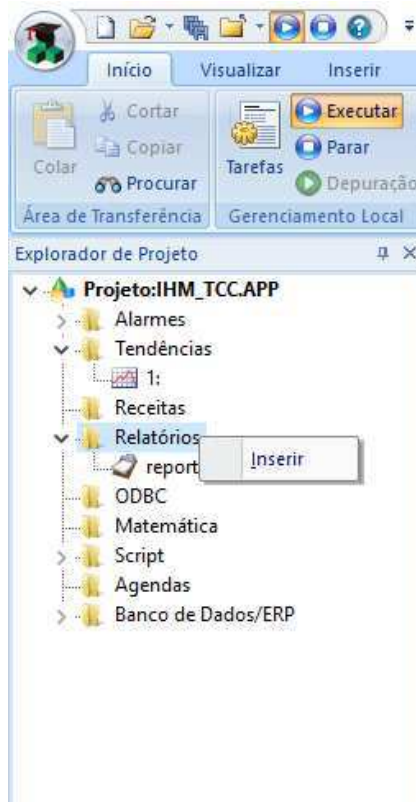 Início Visualizar Inserir
Colar
Cortar
Copiar
Procurar
Área de Transferência
Tarefas
Executar
Parar
Depuração
Gerenciamento Local
Explorador de Projeto
Projeto:IHM_TCC.APP
Alarmes
Tendências
1:
Receitas
Relatórios
Inserir
report
ODBC
Matemática
Script
Agendas
Banco de Dados/ERP